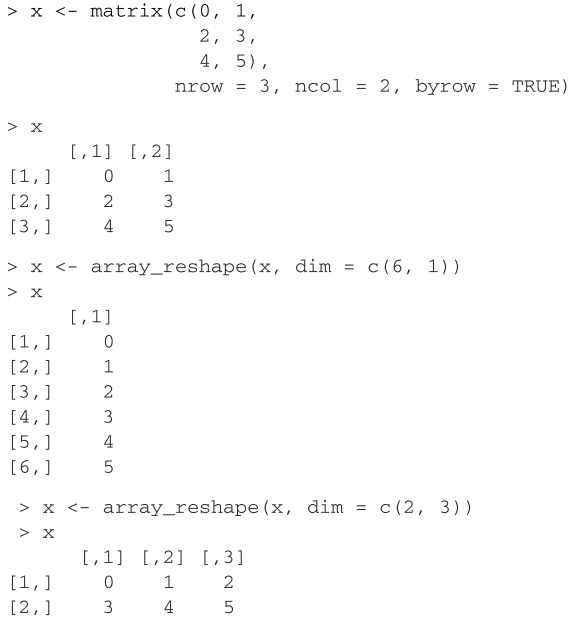 > x <- matrix(c(0, 1,
                2, 3,
                4, 5),
              nrow = 3, ncol = 2, byrow = TRUE)
> x
     [,1] [,2]
[1,]    0    1
[2,]    2    3
[3,]    4    5
> x <- array_reshape(x, dim = c(6, 1))
> x
     [,1]
[1,]    0
[2,]    1
[3,]    2
[4,]    3
[5,]    4
[6,]    5
> x <- array_reshape(x, dim = c(2, 3))
> x
     [,1] [,2] [,3]
[1,]    0    1    2
[2,]    3    4    5